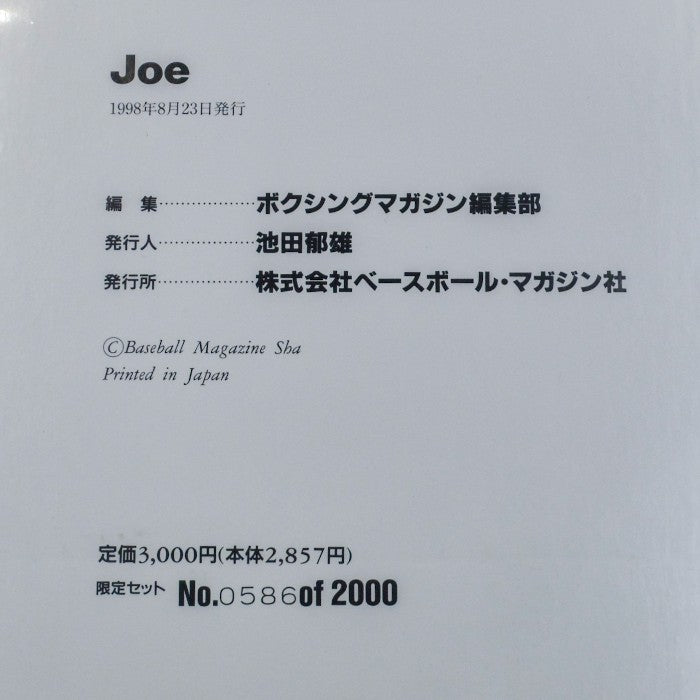 Joe
1998年8月23日発行
編 集………………ボクシングマガジン編集部
発行人………………池田郁雄
発行所………………株式会社ベースボール・マガジン社
©Baseball Magazine Sha
Printed in Japan
定価3,000円(本体2,857円)
限定セット No.0586of 2000